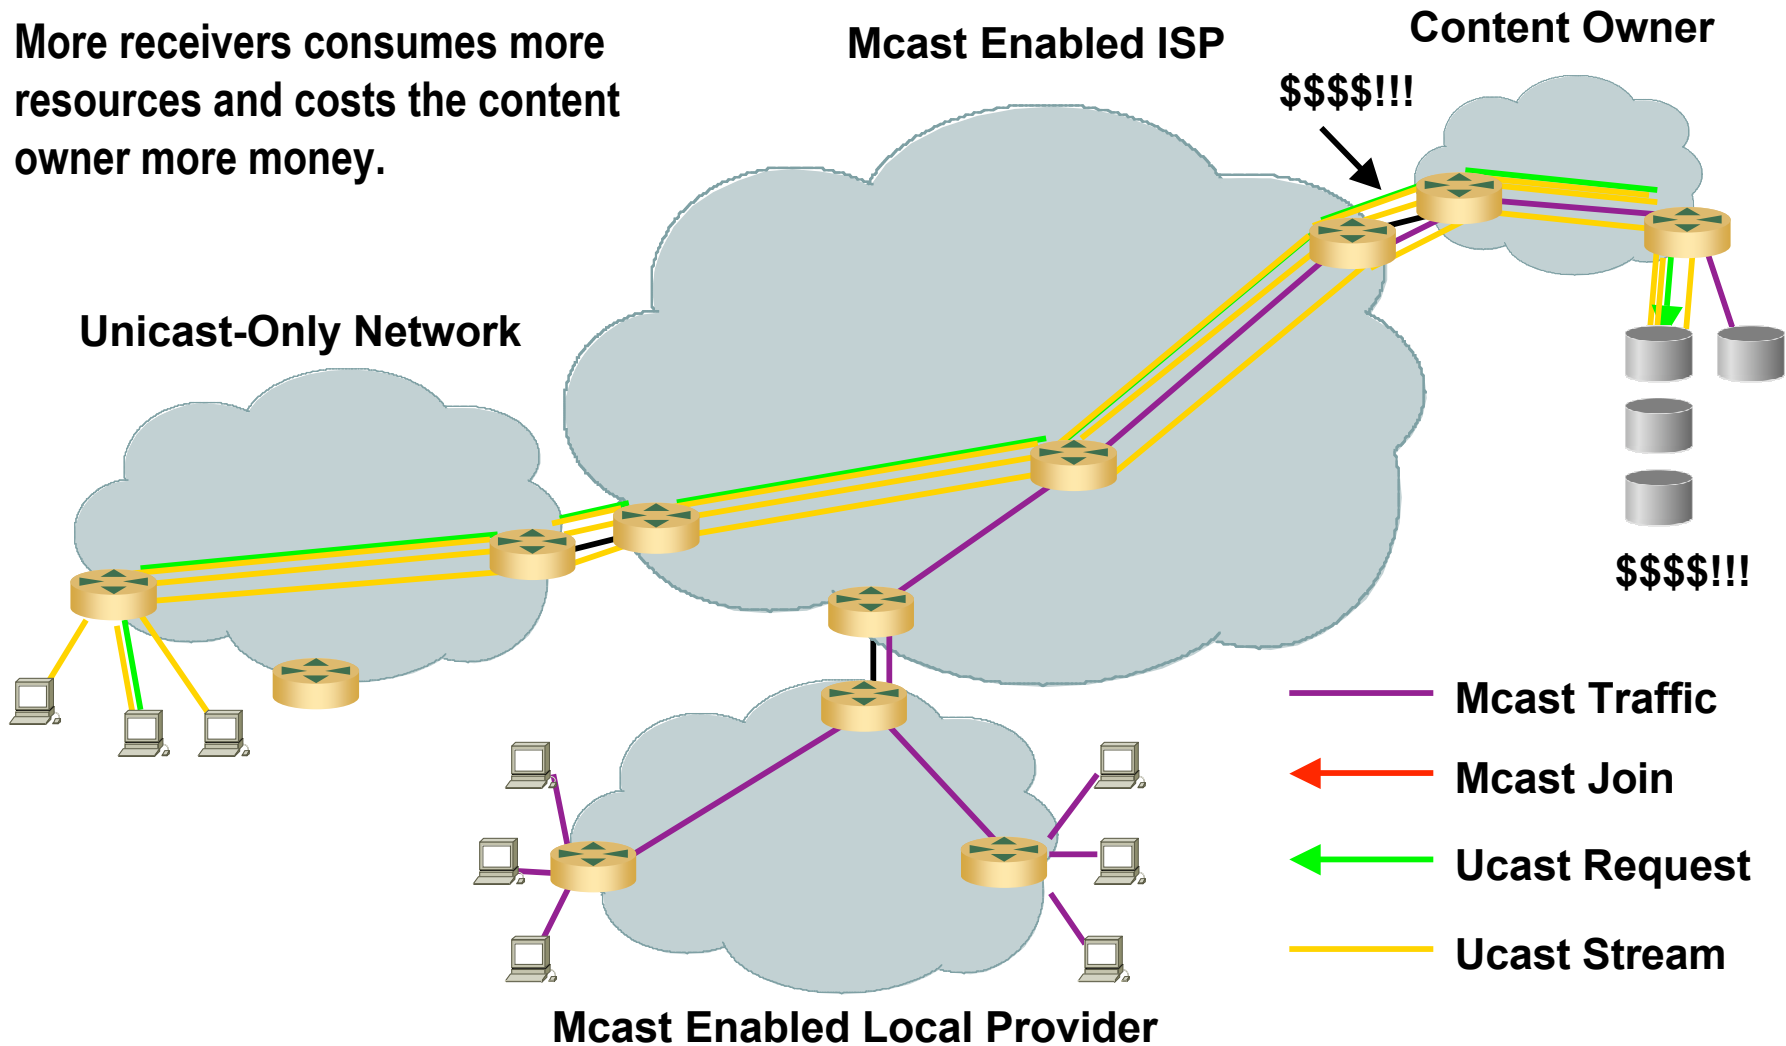 More receivers consumes more
resources and costs the content
owner more money.
Mcast Enabled ISP
Content Owner
$$$$!!!
Unicast-Only Network
$$$$!!!
Mcast Traffic
Mcast Join
Ucast Request
Ucast Stream
Mcast Enabled Local Provider